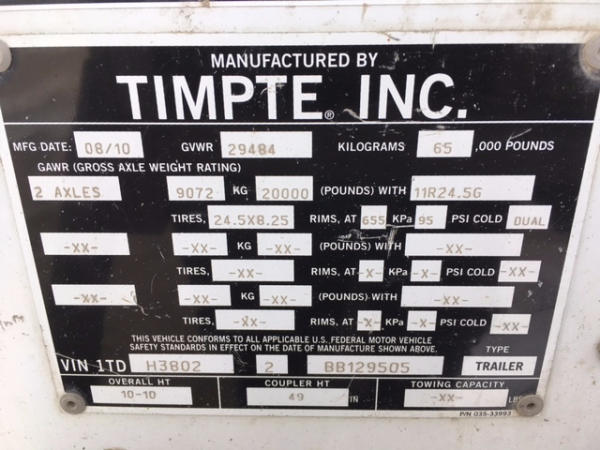 MANUFACTURED BY
TIMPTE® INC.
MFG DATE: 08/10 GVWR 29484 KILOGRAMS 65 ,000 POUNDS
GAWR (GROSS AXLE WEIGHT RATING)
2 AXLES 9072 KG 20000 (POUNDS) WITH 11R24.5G
TIRES, 24.5X8.25 RIMS, AT 655 KPa 95 PSI COLD DUAL
-XX- -XX- KG -XX- (POUNDS) WITH -XX-
TIRES, -XX- RIMS, AT -X- KPa -X- PSI COLD -XX-
-XX- -XX- KG -XX- (POUNDS) WITH -XX-
TIRES, -XX- RIMS, AT -X- KPa -X- PSI COLD -XX-
THIS VEHICLE CONFORMS TO ALL APPLICABLE U.S. FEDERAL MOTOR VEHICLE
SAFETY STANDARDS IN EFFECT ON THE DATE OF MANUFACTURE SHOWN ABOVE. TYPE
VIN 1TD H3802 2 BB129505 TRAILER
OVERALL HT COUPLER HT TOWING CAPACITY
10-10 49 IN -XX- LBS
P/N 035-33993